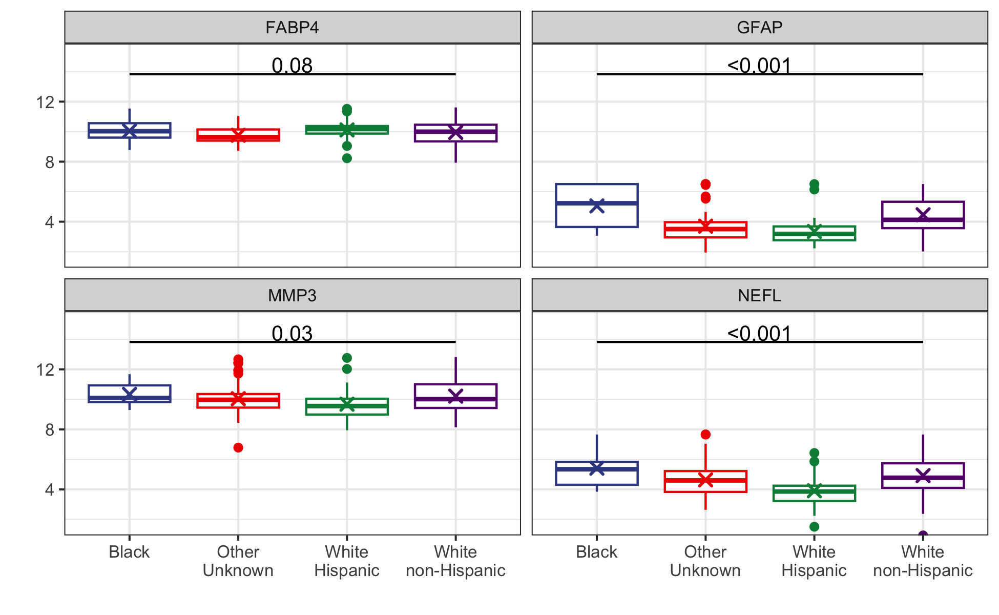 FABP4
GFAP
0.08
<0.001
12
8
4
MMP3
NEFL
0.03
<0.001
12
8
4
Black
Other
Unknown
White
Hispanic
White
non-Hispanic
Black
Other
Unknown
White
Hispanic
White
non-Hispanic